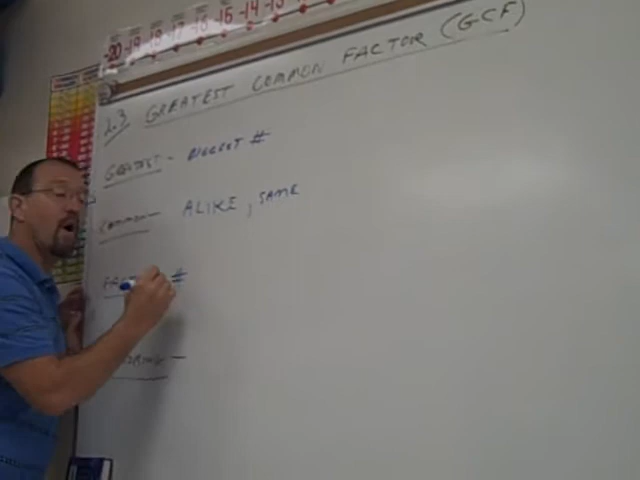 -20 -19 -18 -17 -16 -15 -14 -13
2.3 GREATEST COMMON FACTOR (GCF)
GREATEST - BIGGEST #
COMMON - ALIKE, SAME
#